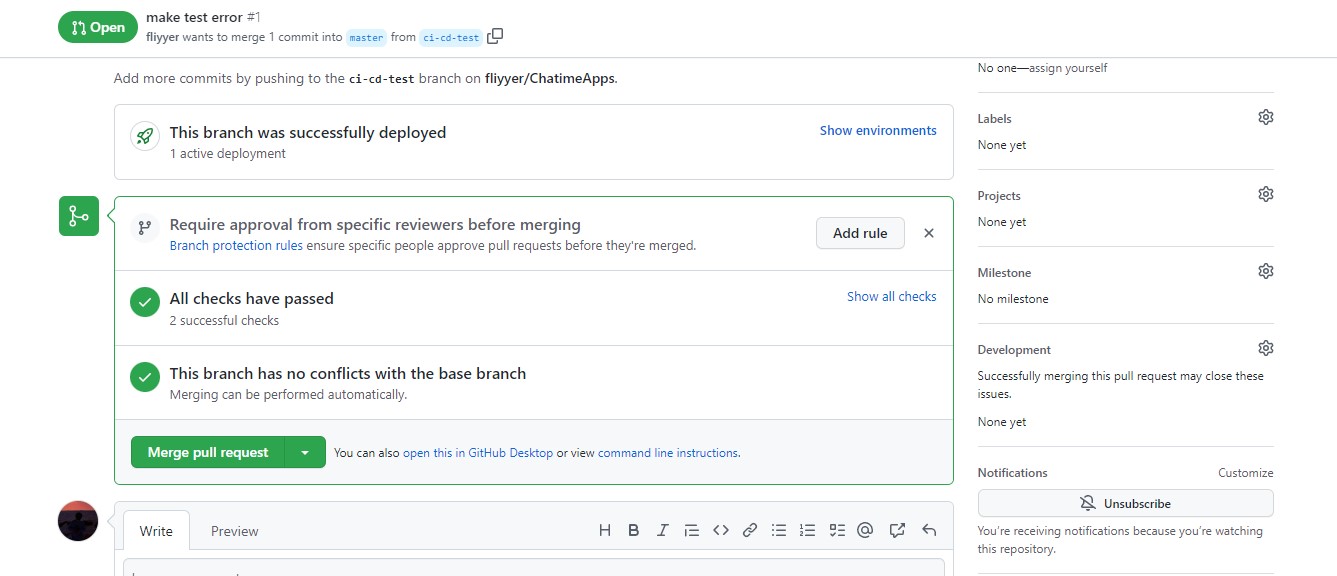 Open
make test error #1
fliyyer wants to merge 1 commit into master from ci-cd-test
Add more commits by pushing to the ci-cd-test branch on fliyyer/ChatimeApps.
This branch was successfully deployed
1 active deployment
Show environments
Require approval from specific reviewers before merging
Branch protection rules ensure specific people approve pull requests before they're merged.
Add rule
All checks have passed
2 successful checks
Show all checks
This branch has no conflicts with the base branch
Merging can be performed automatically.
Merge pull request
You can also open this in GitHub Desktop or view command line instructions.
Write
Preview
H B I
No one—assign yourself
Labels
None yet
Projects
None yet
Milestone
No milestone
Development
Successfully merging this pull request may close these
issues.
None yet
Notifications
Customize
Unsubscribe
You're receiving notifications because you're watching
this repository.